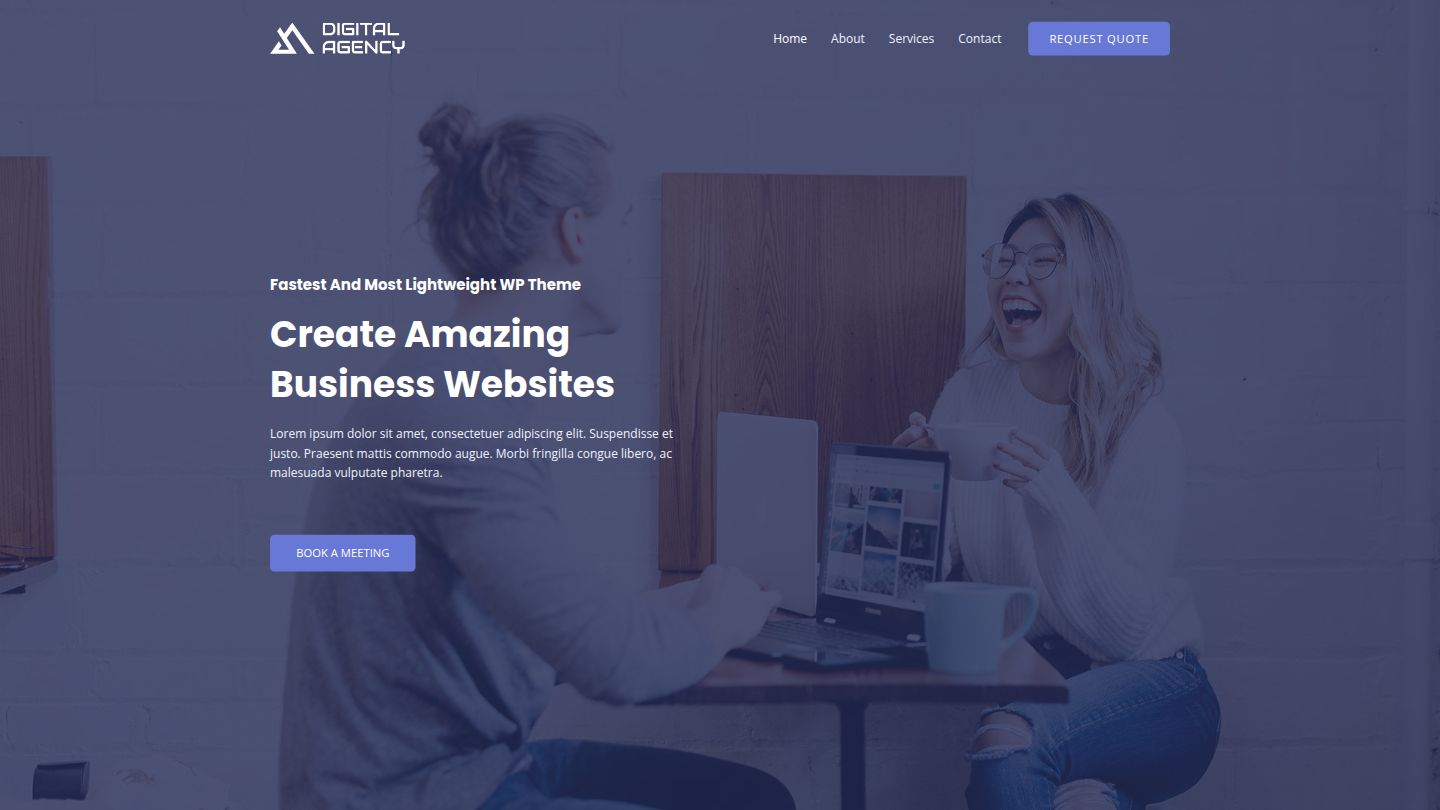 DIGITAL
AGENCY
Home About Services Contact REQUEST QUOTE
Fastest And Most Lightweight WP Theme
Create Amazing
Business Websites
Lorem ipsum dolor sit amet, consectetuer adipiscing elit. Suspendisse et
justo. Praesent mattis commodo augue. Morbi fringilla congue libero, ac
malesuada vulputate pharetra.
BOOK A MEETING